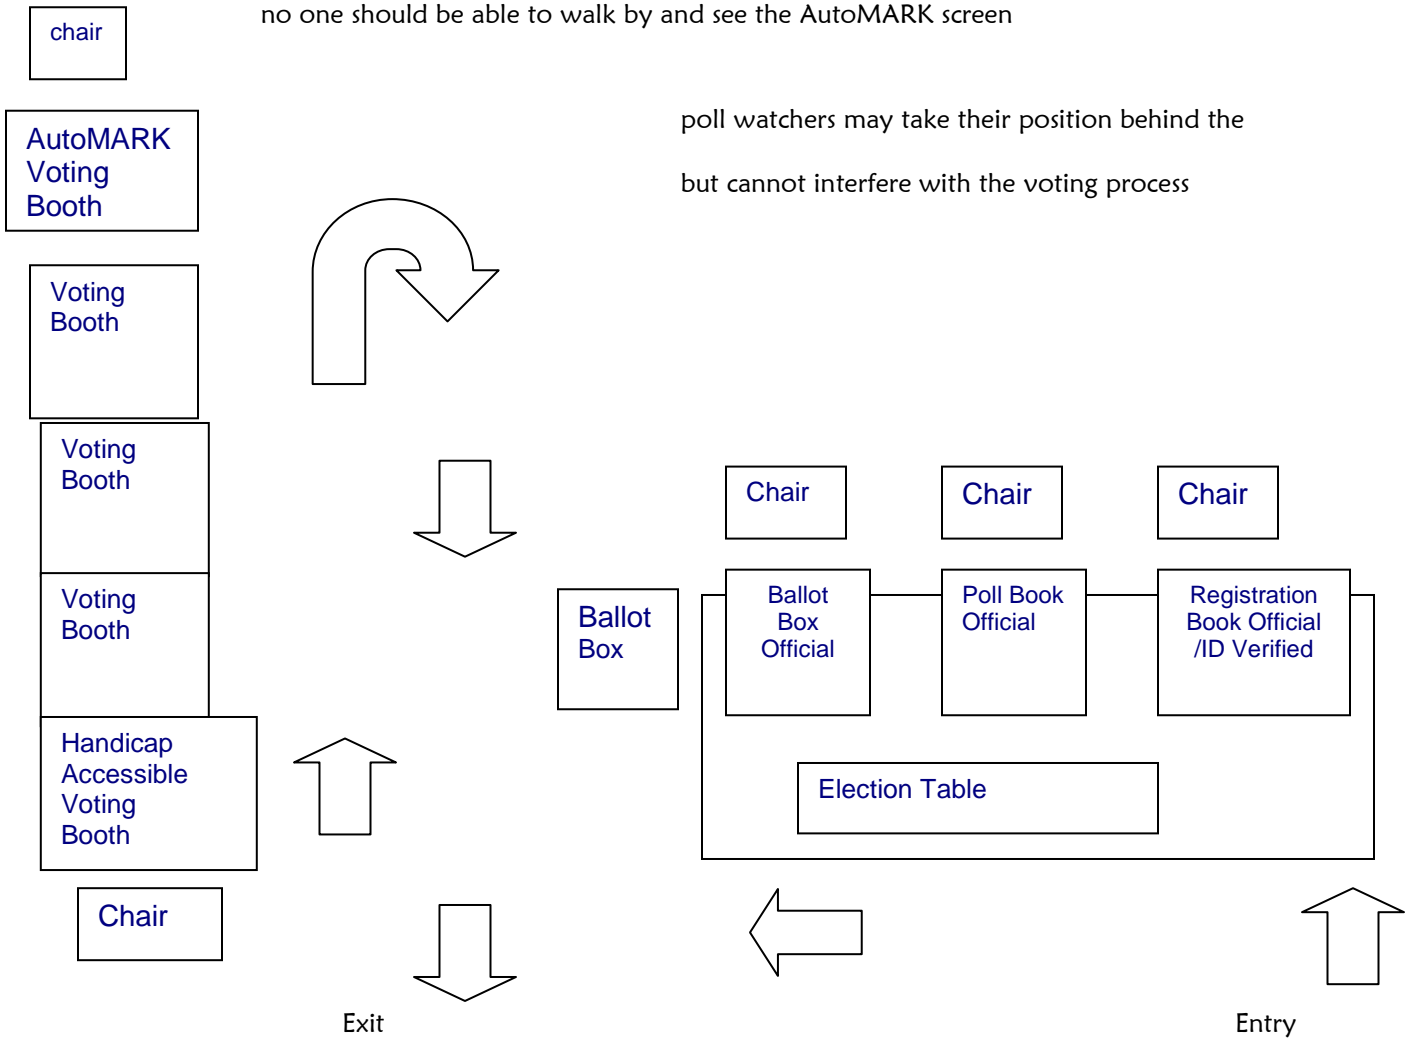 no one should be able to walk by and see the AutoMARK screen
chair
poll watchers may take their position behind the
but cannot interfere with the voting process
AutoMARK
Voting
Booth
Voting
Booth
Voting
Booth
Voting
Booth
Handicap
Accessible
Voting
Booth
Chair
Chair
Chair
Chair
Ballot
Box
Ballot
Box
Official
Poll Book
Official
Registration
Book Official
/ID Verified
Election Table
Exit
Entry